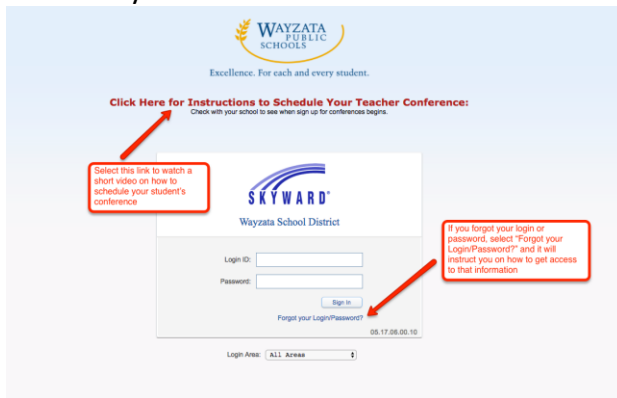 WAYZATA
PUBLIC
SCHOOLS
Excellence. For each and every student.
Click Here for Instructions to Schedule Your Teacher Conference:
Check with your school to see when sign up for conferences begins.
Select this link to watch a
short video on how to
schedule your student's
conference
SKYWARD®
Wayzata School District
If you forgot your login or
password, select "Forgot your
Login/Password?" and it will
instruct you on how to get access
to that information
Login ID:
Password:
Sign In
Forgot your Login/Password?
05.17.06.00.10
Login Area: All Areas